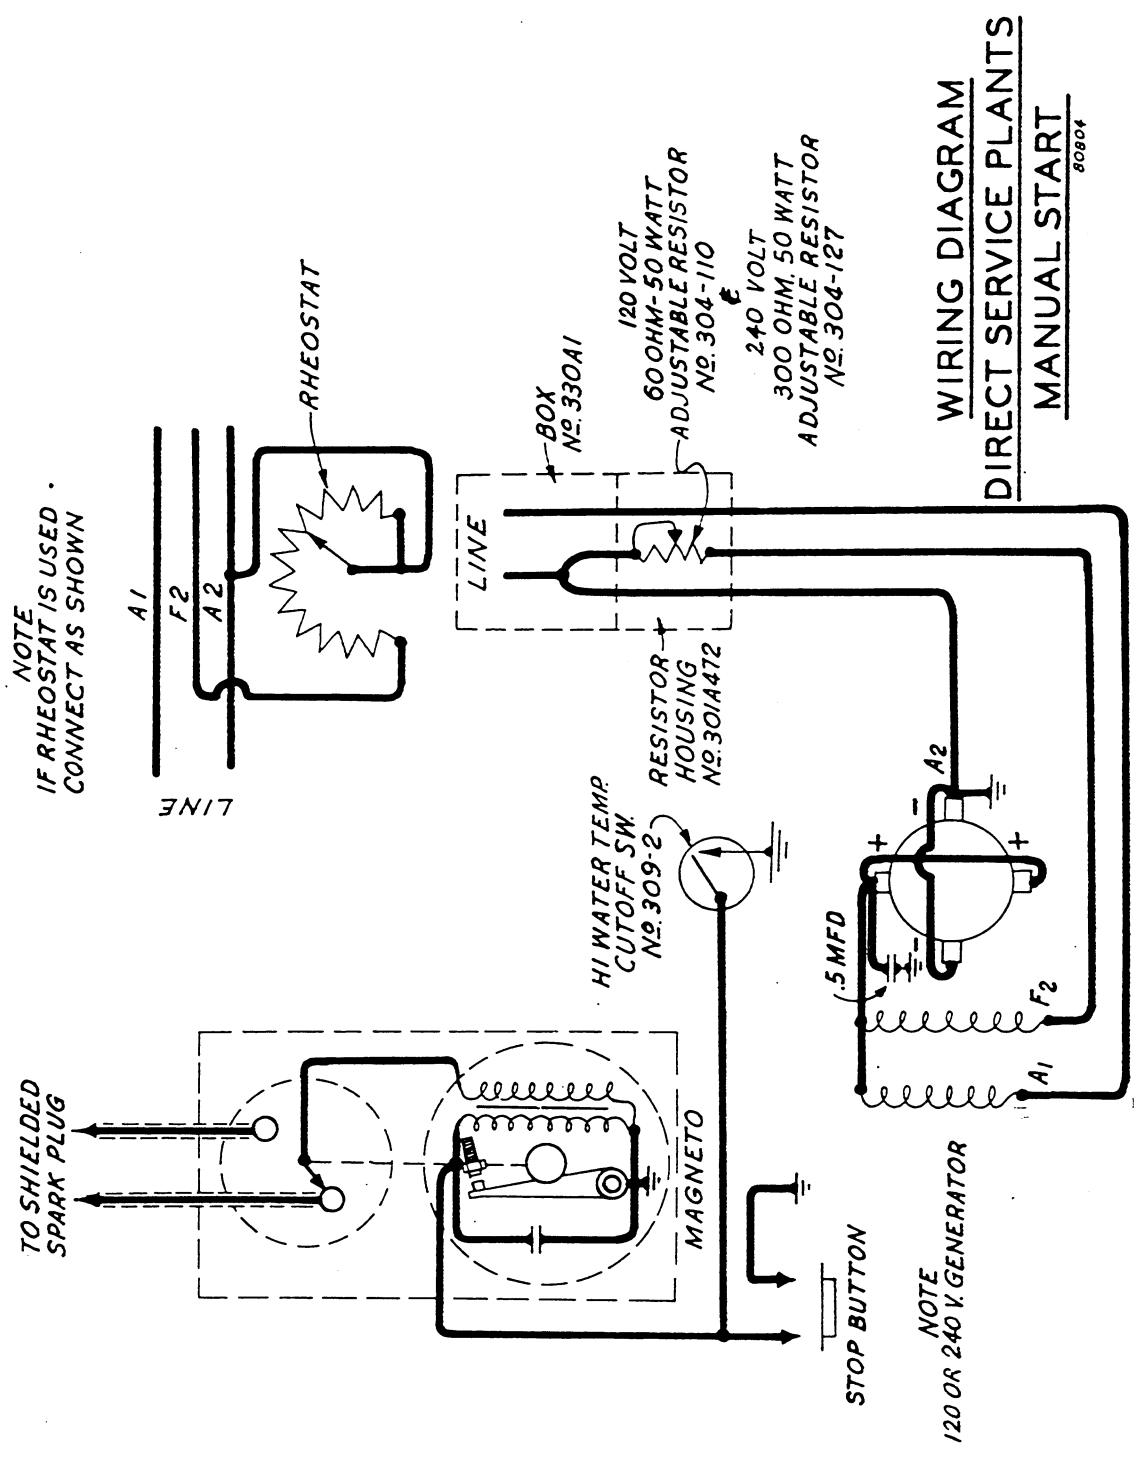 TO SHIELDED
SPARK PLUG
MAGNETO
STOP BUTTON
NOTE
120 OR 240 V. GENERATOR
HI WATER TEMP.
CUTOFF SW.
No. 309-2
.5 MFD
A1
F2
A2
+
+
-
-
NOTE
IF RHEOSTAT IS USED.
CONNECT AS SHOWN
LINE
A1
F2
A2
RHEOSTAT
LINE
BOX
No. 330A1
RESISTOR
HOUSING
No. 301A472
120 VOLT
60 OHM-50 WATT
ADJUSTABLE RESISTOR
No. 304-110
&
240 VOLT
300 OHM. 50 WATT
ADJUSTABLE RESISTOR
No. 304-127
WIRING DIAGRAM
DIRECT SERVICE PLANTS
MANUAL START
80804